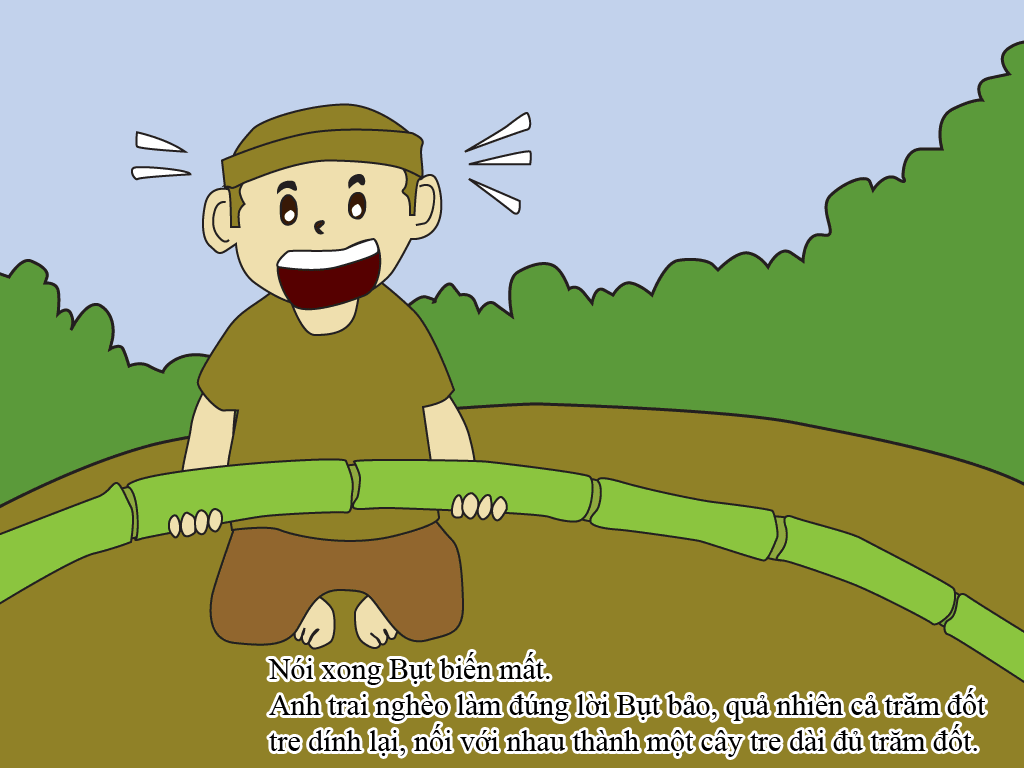 Nói xong Bụt biến mất.
Anh trai nghèo làm đúng lời Bụt bảo, quả nhiên cả trăm đốt
tre dính lại, nối với nhau thành một cây tre dài đủ trăm đốt.